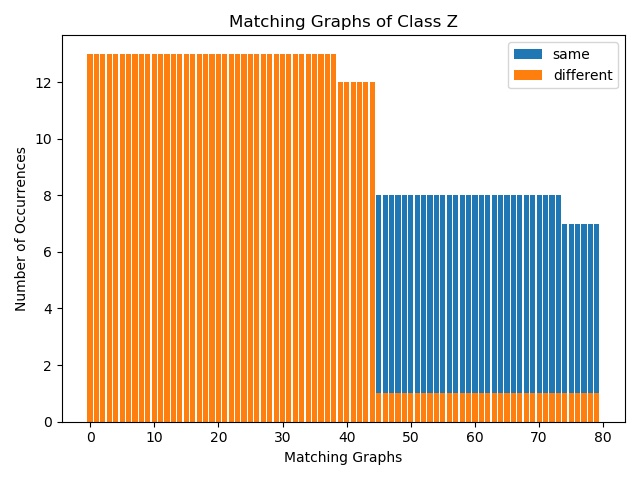 Matching Graphs of Class Z
same
different
12
10
8
6
4
2
0
Number of Occurrences
0 10 20 30 40 50 60 70 80
Matching Graphs